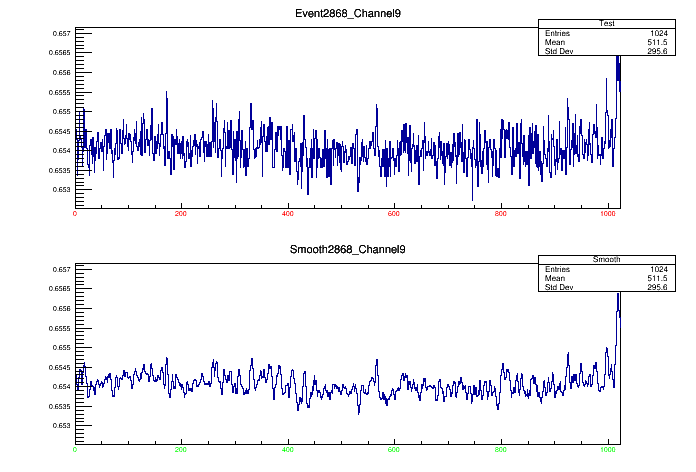 Event2868_Channel9
Test
Entries 1024
Mean 511.5
Std Dev 295.6
0.657
0.6565
0.656
0.6555
0.655
0.6545
0.654
0.6535
0.653
0 200 400 600 800 1000
Smooth2868_Channel9
Smooth
Entries 1024
Mean 511.5
Std Dev 295.6
0.657
0.6565
0.656
0.6555
0.655
0.6545
0.654
0.6535
0.653
0 200 400 600 800 1000